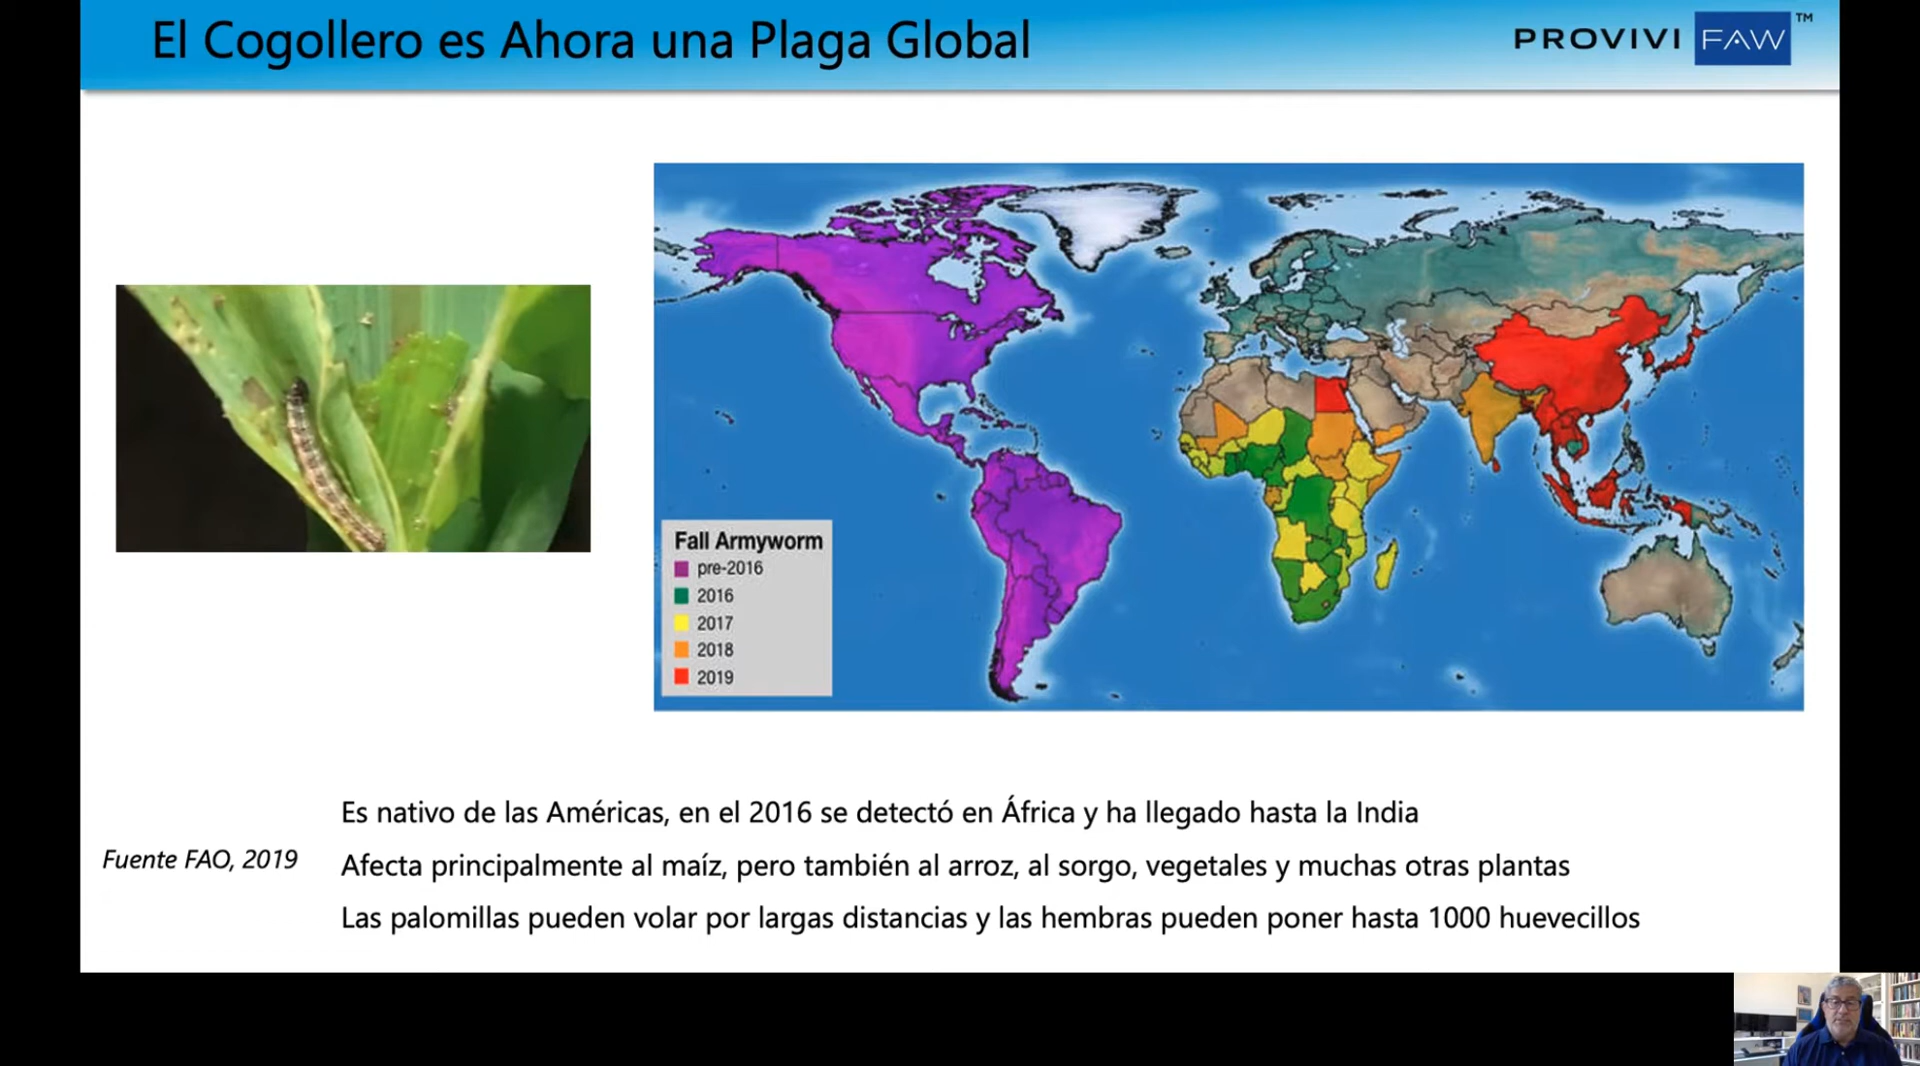 El Cogollero es Ahora una Plaga Global
PROVIVI FAW™
Fall Armyworm
pre-2016
2016
2017
2018
2019
Es nativo de las Américas, en el 2016 se detectó en África y ha llegado hasta la India
Fuente FAO, 2019
Afecta principalmente al maíz, pero también al arroz, al sorgo, vegetales y muchas otras plantas
Las palomillas pueden volar por largas distancias y las hembras pueden poner hasta 1000 huevecillos